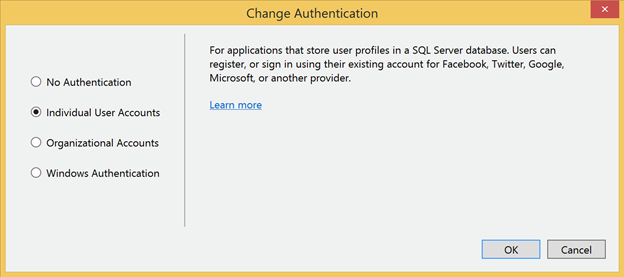 Change Authentication
No Authentication
Individual User Accounts
Organizational Accounts
Windows Authentication
For applications that store user profiles in a SQL Server database. Users can
register, or sign in using their existing account for Facebook, Twitter, Google,
Microsoft, or another provider.
Learn more
OK
Cancel